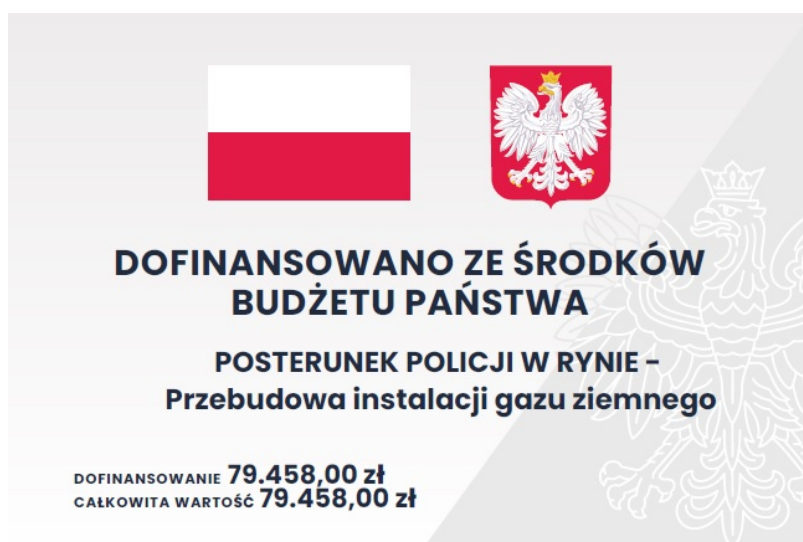 DOFINANSOWANO ZE ŚRODKÓW
BUDŻETU PAŃSTWA
POSTERUNEK POLICJI W RYNIE -
Przebudowa instalacji gazu ziemnego
DOFINANSOWANIE 79.458,00 zł
CAŁKOWITA WARTOŚĆ 79.458,00 zł